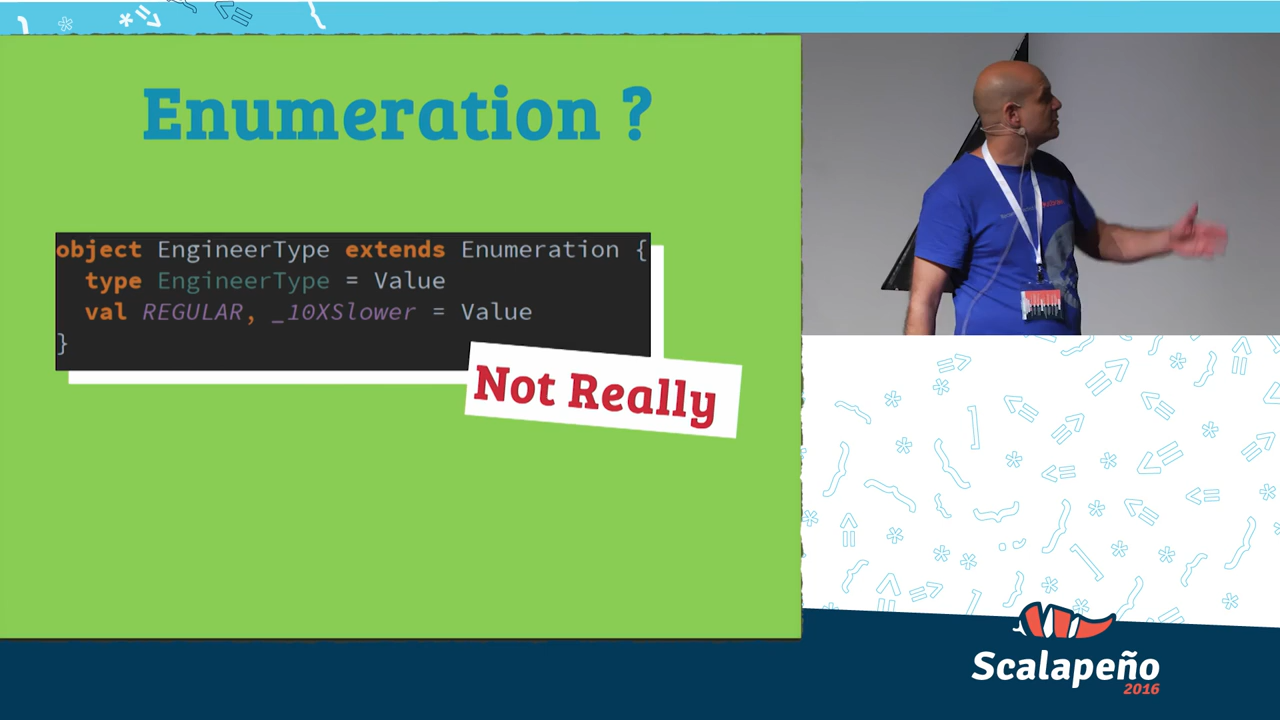 Enumeration ?
object EngineerType extends Enumeration {
type EngineerType = Value
val REGULAR, _10XSlower = Value
}
Not Really
Scalapeño
2016